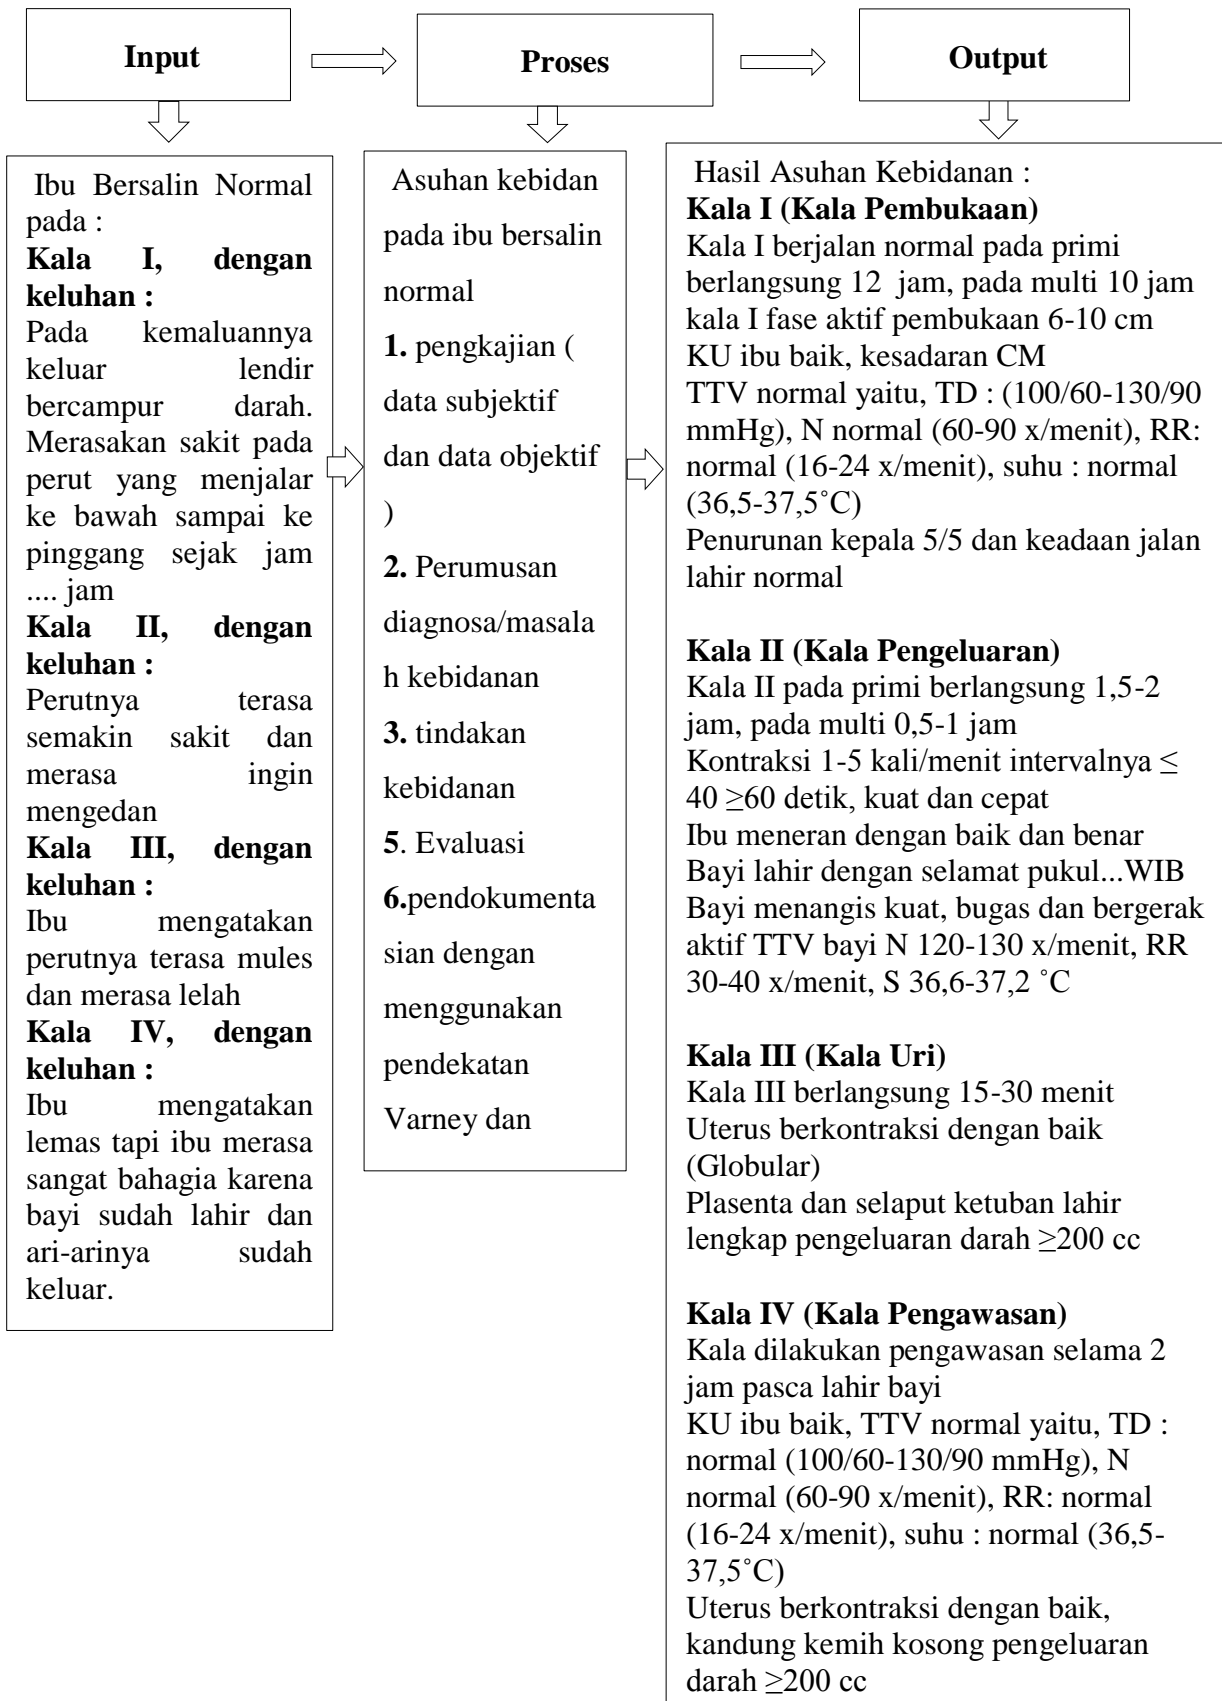 Input
Proses
Output
Ibu Bersalin Normal
pada :
Kala I, dengan
keluhan :
Pada kemaluannya
keluar lendir
bercampur darah.
Merasakan sakit pada
perut yang menjalar
ke bawah sampai ke
pinggang sejak jam
.... jam
Kala II, dengan
keluhan :
Perutnya terasa
semakin sakit dan
merasa ingin
mengedan
Kala III, dengan
keluhan :
Ibu mengatakan
perutnya terasa mules
dan merasa lelah
Kala IV, dengan
keluhan :
Ibu mengatakan
lemas tapi ibu merasa
sangat bahagia karena
bayi sudah lahir dan
ari-arinya sudah
keluar.
Asuhan kebidan
pada ibu bersalin
normal
1. pengkajian (
data subjektif
dan data objektif
)
2. Perumusan
diagnosa/masala
h kebidanan
3. tindakan
kebidanan
5. Evaluasi
6.pendokumenta
sian dengan
menggunakan
pendekatan
Varney dan
Hasil Asuhan Kebidanan :
Kala I (Kala Pembukaan)
Kala I berjalan normal pada primi
berlangsung 12 jam, pada multi 10 jam
kala I fase aktif pembukaan 6-10 cm
KU ibu baik, kesadaran CM
TTV normal yaitu, TD : (100/60-130/90
mmHg), N normal (60-90 x/menit), RR:
normal (16-24 x/menit), suhu : normal
(36,5-37,5˚C)
Penurunan kepala 5/5 dan keadaan jalan
lahir normal
Kala II (Kala Pengeluaran)
Kala II pada primi berlangsung 1,5-2
jam, pada multi 0,5-1 jam
Kontraksi 1-5 kali/menit intervalnya ≤
40 ≥60 detik, kuat dan cepat
Ibu meneran dengan baik dan benar
Bayi lahir dengan selamat pukul...WIB
Bayi menangis kuat, bugas dan bergerak
aktif TTV bayi N 120-130 x/menit, RR
30-40 x/menit, S 36,6-37,2 ˚C
Kala III (Kala Uri)
Kala III berlangsung 15-30 menit
Uterus berkontraksi dengan baik
(Globular)
Plasenta dan selaput ketuban lahir
lengkap pengeluaran darah ≥200 cc
Kala IV (Kala Pengawasan)
Kala dilakukan pengawasan selama 2
jam pasca lahir bayi
KU ibu baik, TTV normal yaitu, TD :
normal (100/60-130/90 mmHg), N
normal (60-90 x/menit), RR: normal
(16-24 x/menit), suhu : normal (36,5-
37,5˚C)
Uterus berkontraksi dengan baik,
kandung kemih kosong pengeluaran
darah ≥200 cc